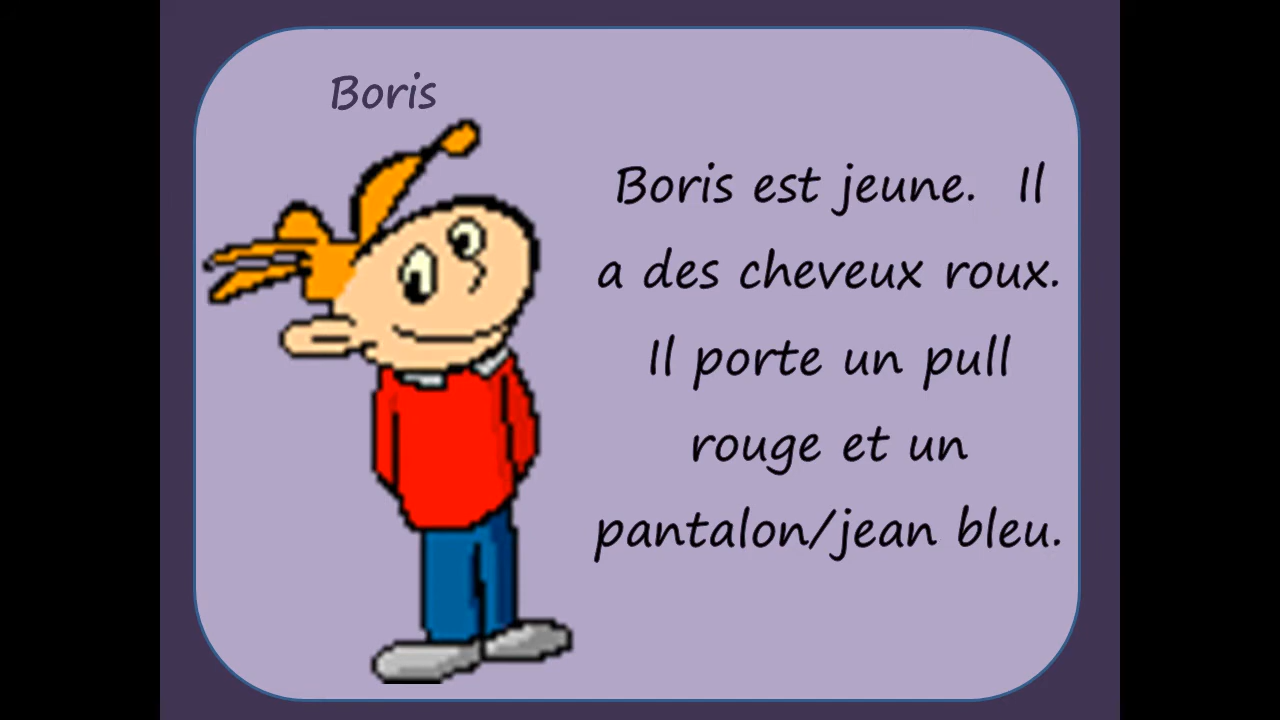 Boris
Boris est jeune.  Il
a des cheveux roux.
Il porte un pull
rouge et un
pantalon/jean bleu.